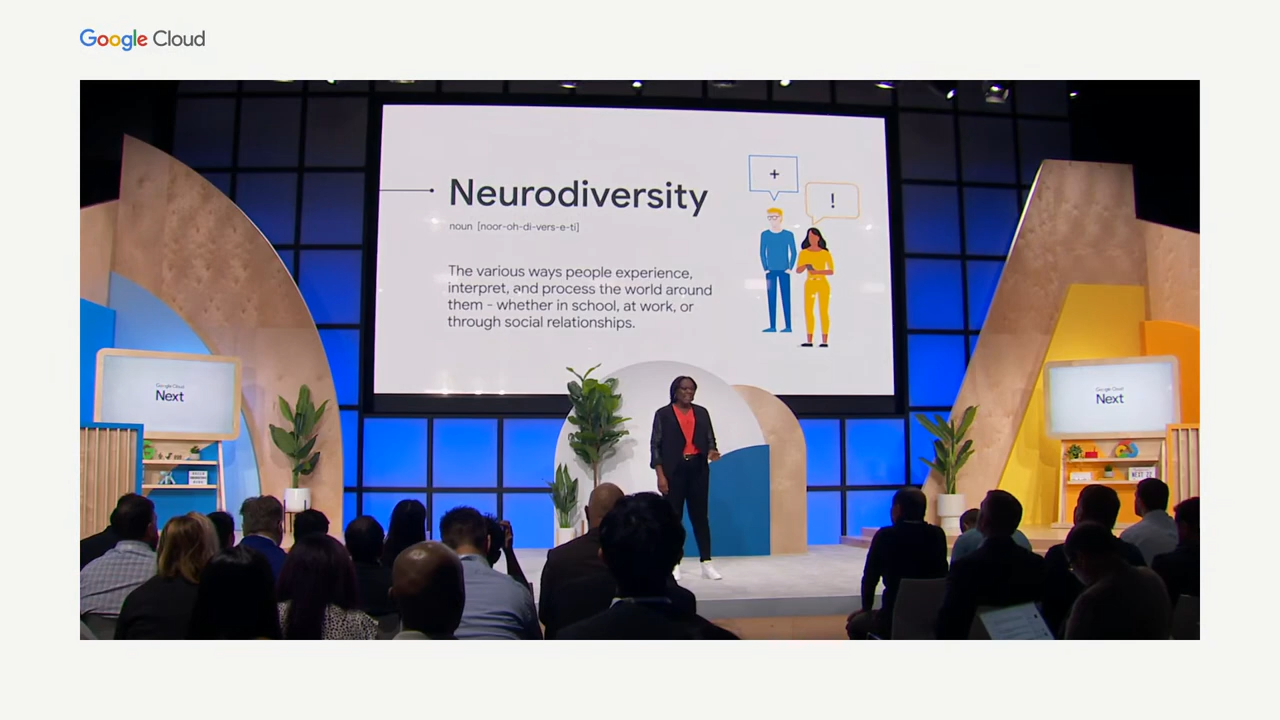 Google Cloud
Neurodiversity
noun [noor-oh-di-vers-e-ti]
The various ways people experience,
interpret, and process the world around
them - whether in school, at work, or
through social relationships.
+
!
Google Cloud
Next
Google Cloud
Next